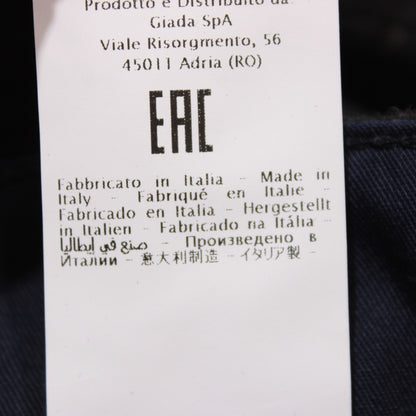 Prodotto e Distribuito da:
Giada SpA
Viale Risorgmento, 56
45011 Adria (RO)
EAC
Fabbricato in Italia - Made in
Italy - Fabriqué en Italie -
Fabricado en Italia - Hergestellt
in Italien - Fabricado na Itália -
صنع في إيطاليا - Произведено в
Италии - 意大利制造 - イタリア製 -